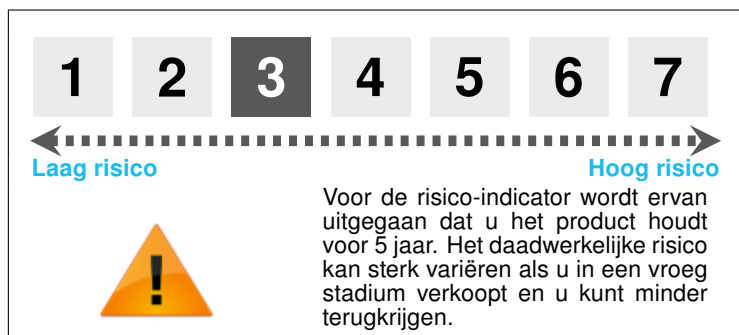 1 2 3 4 5 6 7
Laag risico Hoog risico
Voor de risico-indicator wordt ervan
uitgegaan dat u het product houdt
voor 5 jaar. Het daadwerkelijke risico
kan sterk variëren als u in een vroeg
stadium verkoopt en u kunt minder
terugkrijgen.